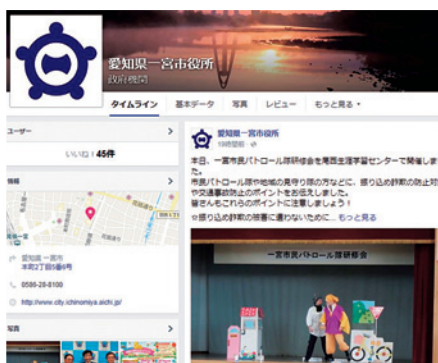 愛知県一宮市役所
政府機関
タイムライン 基本データ 写真 レビュー もっと見る
ユーザー
いいね!45件
情報
愛知県 一宮市
本町2丁目5番6号
0586-28-8100
http://www.city.ichinomiya.aichi.jp/
写真
愛知県一宮市役所
19時間前
本日、一宮市民パトロール隊研修会を尾西生涯学習センターで開催しま
た。
市民パトロール隊や地域の見守り隊の方などに、振り込め詐欺の防止対
や交通事故防止のポイントをお伝えしました。
皆さんもこれらのポイントに注意しましょう!
☆振り込め詐欺の被害に遭わないために... もっと見る
一宮市民パトロール隊研修会